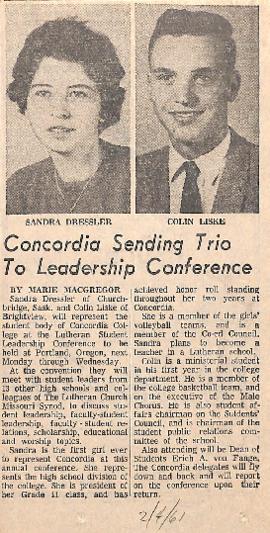 SANDRA DRESSLER COLIN LISKE
Concordia Sending Trio
To Leadership Conference
BY MARIE MACGREGOR
Sandra Dressler of Church-
bridge, Sask. and Colin Liske of
Brightview, will represent the
student body of Concordia Col-
lege at the Lutheran Student
Leadership Conference to be
held at Portland, Oregon, next
Monday through Wednesday.
At the convention they will
meet with student leaders from
13 other high schools and col-
leagues of The Lutheran Church
Missouri Synod, to discuss stu-
dent leadership, faculty-student
leadership, faculty-student re-
lations, scholarship, educational
and worship topics.
Sandra is the first girl ever
to represent Concordia at this
annual conference. She repre-
sents the high school division of
the college. She is president of
her Grade 11 class, and has
achieved honor roll standing
throughout her two years at
Concordia.
She is a member of the girls'
volleyball teams, and is a
member of the Co-ed Council.
Sandra plans to become a
teacher in a Lutheran school.
Colin is a ministerial student
in his first year in the college
department. He is a member of
the college basketball team, and
on the executive of the Male
Chorus. He is also student af-
fairs chairman on the Students'
Council, and is chairman of the
student public relations com-
mittee of the school.
Also attending will be Dean of
Students Erich A. von Fange.
The Concordia delegates will fly
down and back and will report
on the conference upon their
return.
2/4/61